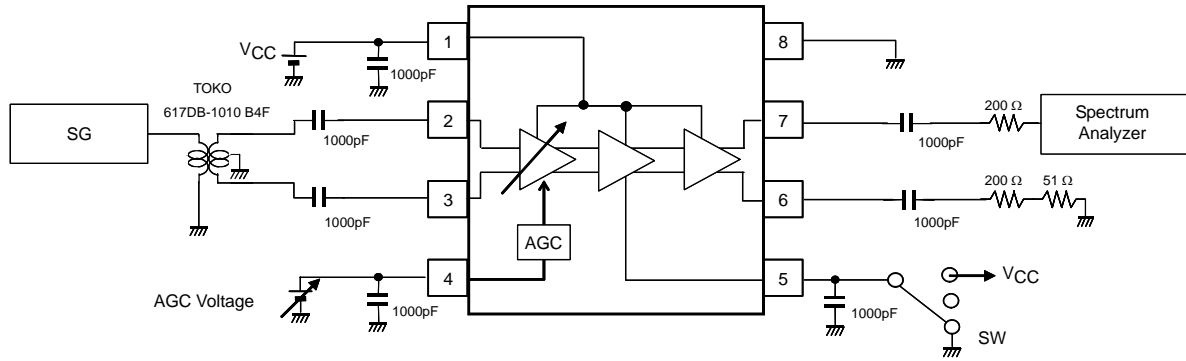 VCC
1000pF
1
8
TOKO
617DB-1010 B4F
SG
1000pF
2
7
1000pF
200 Ω
Spectrum
Analyzer
1000pF
3
6
1000pF
200 Ω
51 Ω
AGC
AGC Voltage
1000pF
4
5
1000pF
VCC
SW